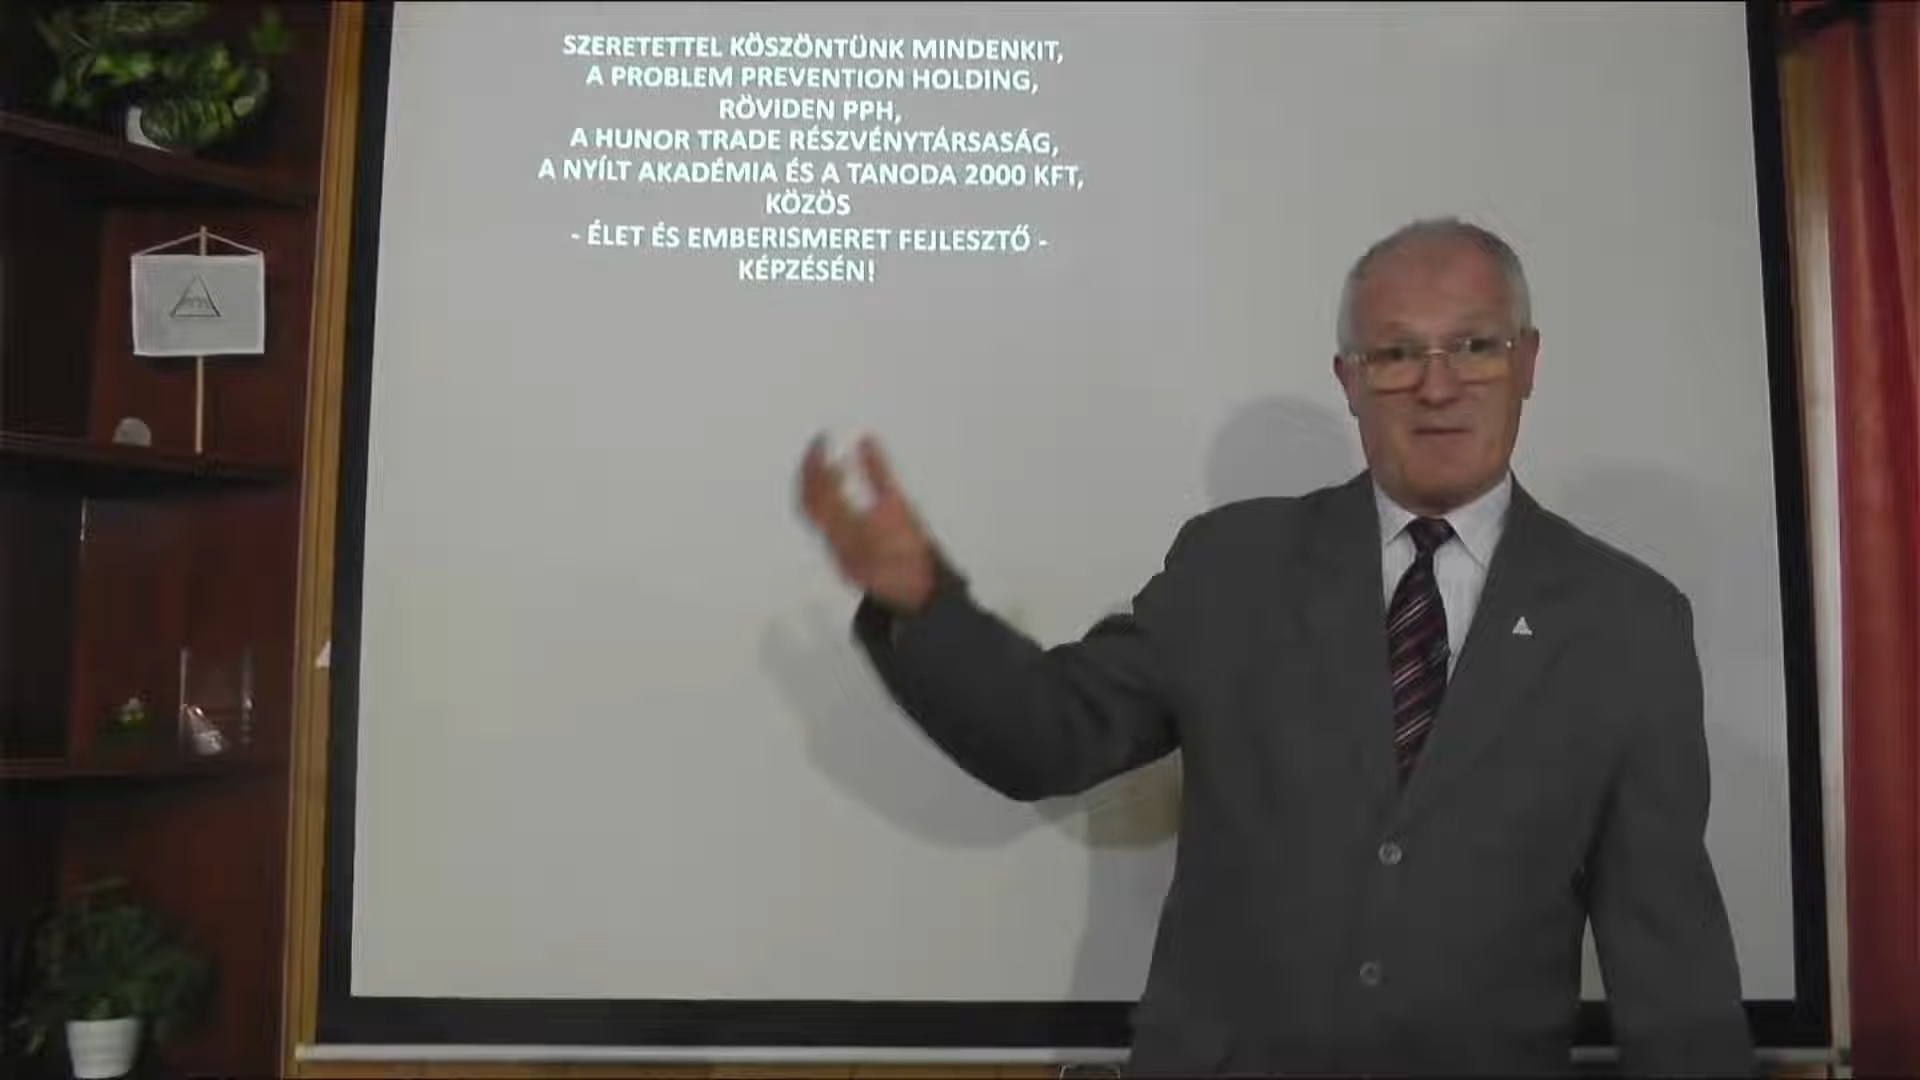 SZERETETTEL KÖSZÖNTÜNK MINDENKIT,
A PROBLEM PREVENTION HOLDING,
RÖVIDEN PPH,
A HUNOR TRADE RÉSZVÉNYTÁRSASÁG,
A NYÍLT AKADÉMIA ÉS A TANODA 2000 KFT,
KÖZÖS
- ÉLET ÉS EMBERISMERET FEJLESZTŐ -
KÉPZÉSÉN!